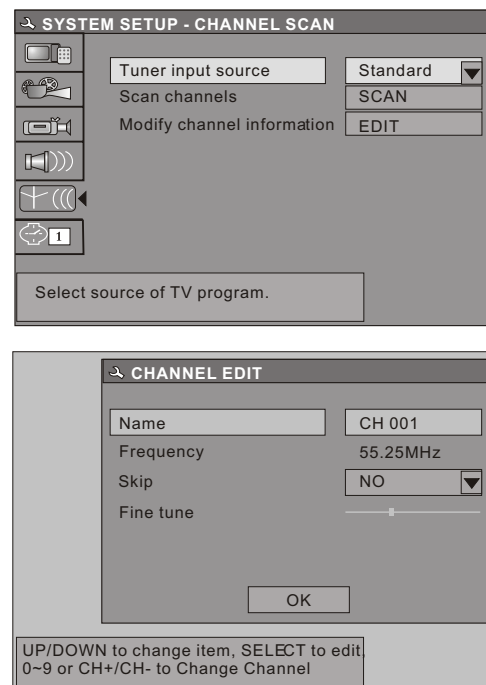 SYSTEM SETUP - CHANNEL SCAN
Tuner input source Standard
Scan channels SCAN
Modify channel information EDIT
1
Select source of TV program.
CHANNEL EDIT
Name CH 001
Frequency 55.25MHz
Skip NO
Fine tune
OK
UP/DOWN to change item, SELECT to edit,
0~9 or CH+/CH- to Change Channel